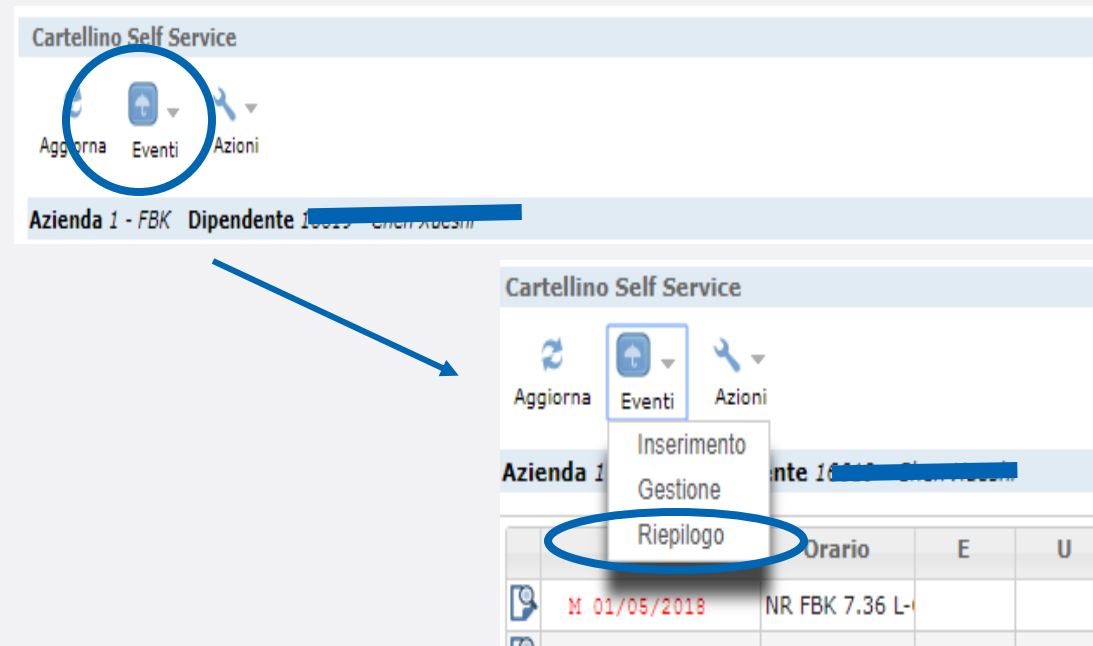 Cartellino Self Service
Aggiorna Eventi Azioni
Azienda 1 - FBK Dipendente
Cartellino Self Service
Aggiorna Eventi Azioni
Inserimento
Azienda 1
Gestione
Riepilogo
Orario E U
M 01/05/2018 NR FBK 7.36 L-